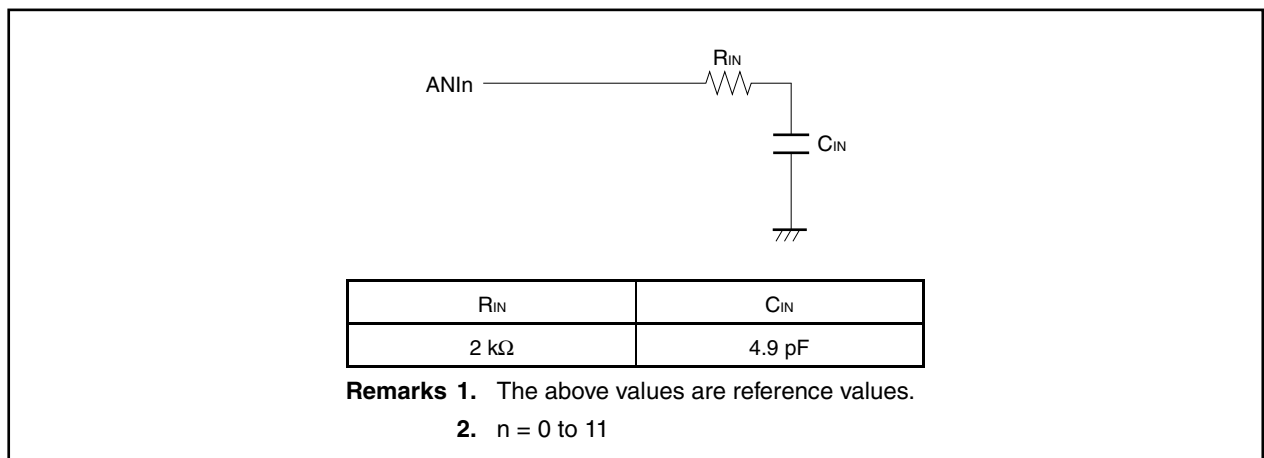 RIN
ANIn
CIN
RIN CIN
2 kΩ 4.9 pF
Remarks 1. The above values are reference values.
2. n = 0 to 11